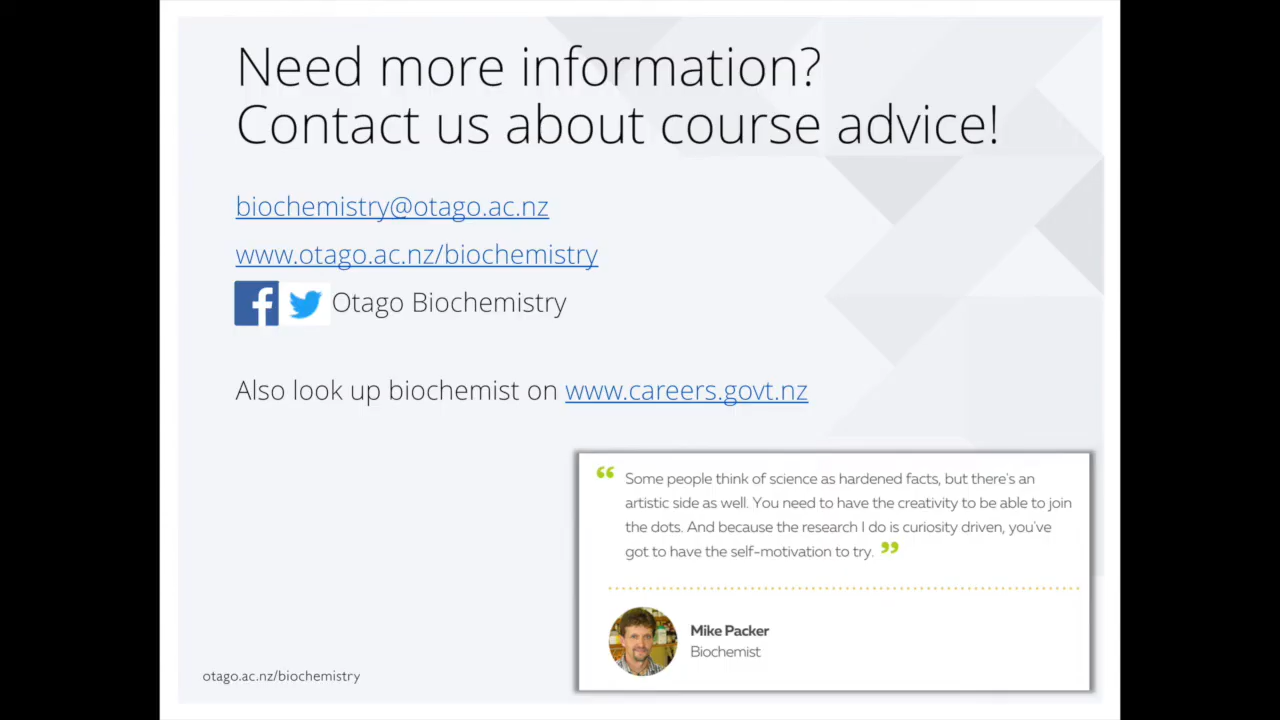 Need more information?
Contact us about course advice!
biochemistry@otago.ac.nz
www.otago.ac.nz/biochemistry
Otago Biochemistry
Also look up biochemist on www.careers.govt.nz
“ Some people think of science as hardened facts, but there's an
artistic side as well. You need to have the creativity to be able to join
the dots. And because the research I do is curiosity driven, you've
got to have the self-motivation to try. ”
Mike Packer
Biochemist
otago.ac.nz/biochemistry